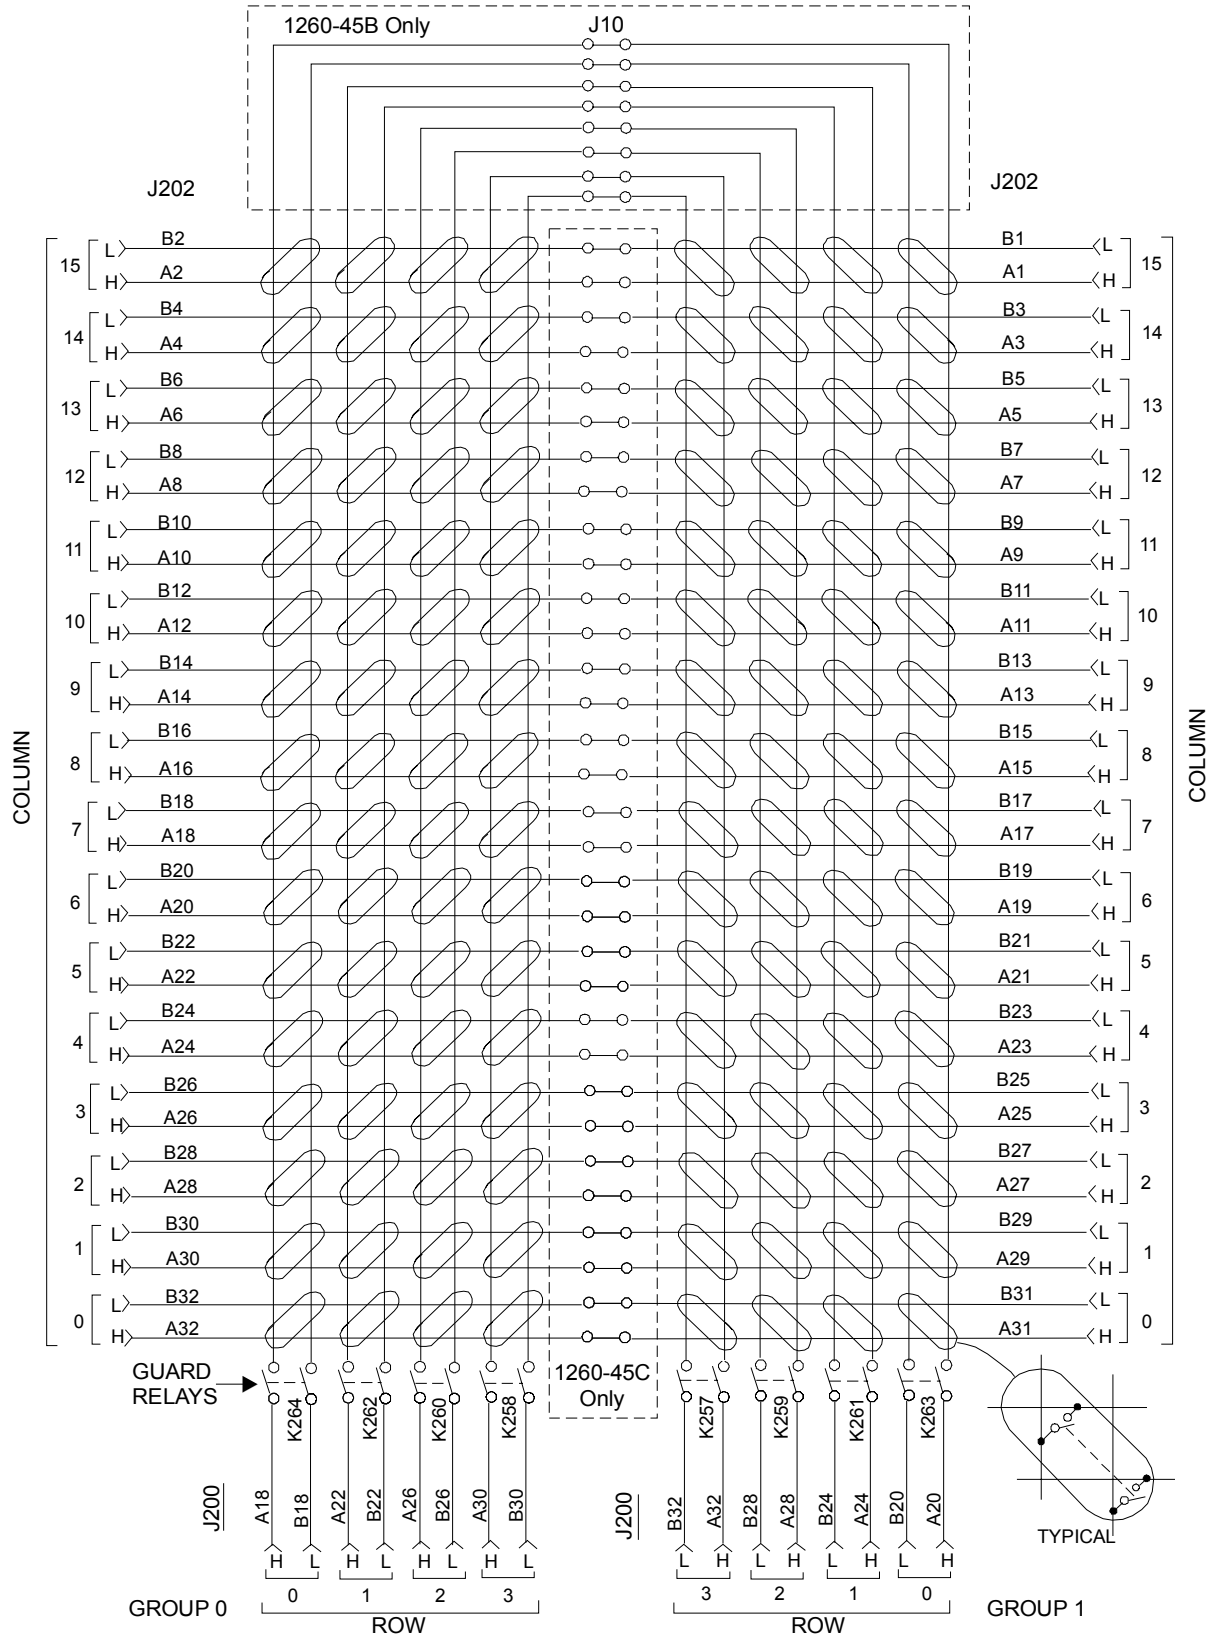 1260-45B Only J10
J202 J202
L B2 B1 L
15 15
H A2 A1 H
L B4 B3 L
14 14
H A4 A3 H
L B6 B5 L
13 13
H A6 A5 H
L B8 B7 L
12 12
H A8 A7 H
L B10 B9 L
11 11
H A10 A9 H
L B12 B11 L
10 10
H A12 A11 H
L B14 B13 L
9 9
H A14 A13 H
L B16 B15 L
8 8
H A16 A15 H
COLUMN COLUMN
L B18 B17 L
7 7
H A18 A17 H
L B20 B19 L
6 6
H A20 A19 H
L B22 B21 L
5 5
H A22 A21 H
L B24 B23 L
4 4
H A24 A23 H
L B26 B25 L
3 3
H A26 A25 H
L B28 B27 L
2 2
H A28 A27 H
L B30 B29 L
1 1
H A30 A29 H
L B32 B31 L
0 0
H A32 A31 H
GUARD
RELAYS
1260-45C
Only
K264 K262 K260 K258 K257 K259 K261 K263
J200 A18 B18 A22 B22 A26 B26 A30 B30 J200 B32 A32 B28 A28 B24 A24 B20 A20
TYPICAL
H L H L H L H L L H L H L H L H
0 1 2 3 3 2 1 0
GROUP 0 GROUP 1
ROW ROW